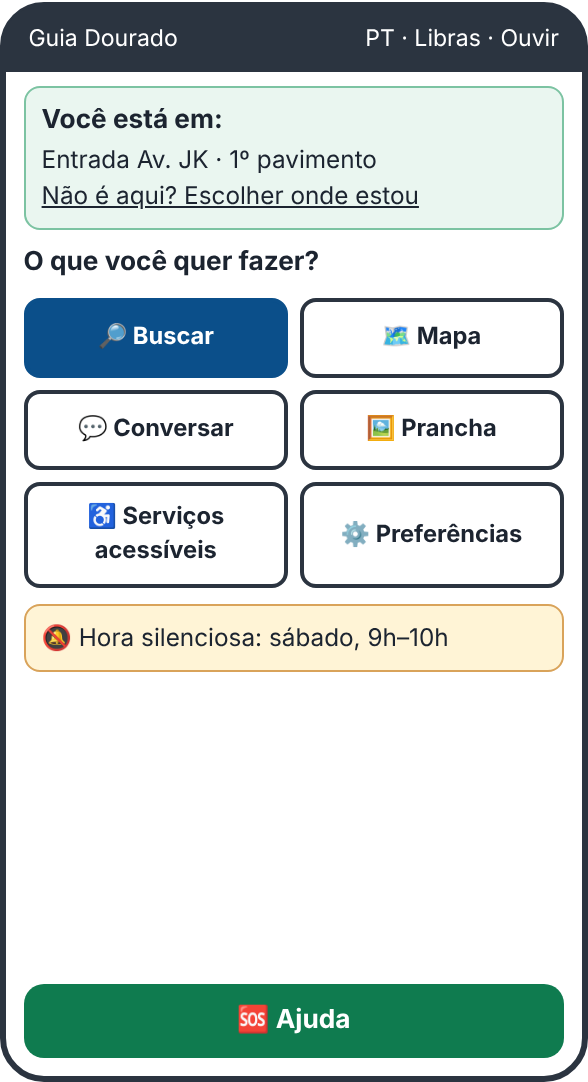 Guia Dourado
PT · Libras · Ouvir
Você está em:
Entrada Av. JK · 1º pavimento
Não é aqui? Escolher onde estou
O que você quer fazer?
🔎 Buscar
🗺️ Mapa
💬 Conversar
🖼️ Prancha
♿ Serviços
acessíveis
⚙️ Preferências
🔕 Hora silenciosa: sábado, 9h–10h
🆘 Ajuda